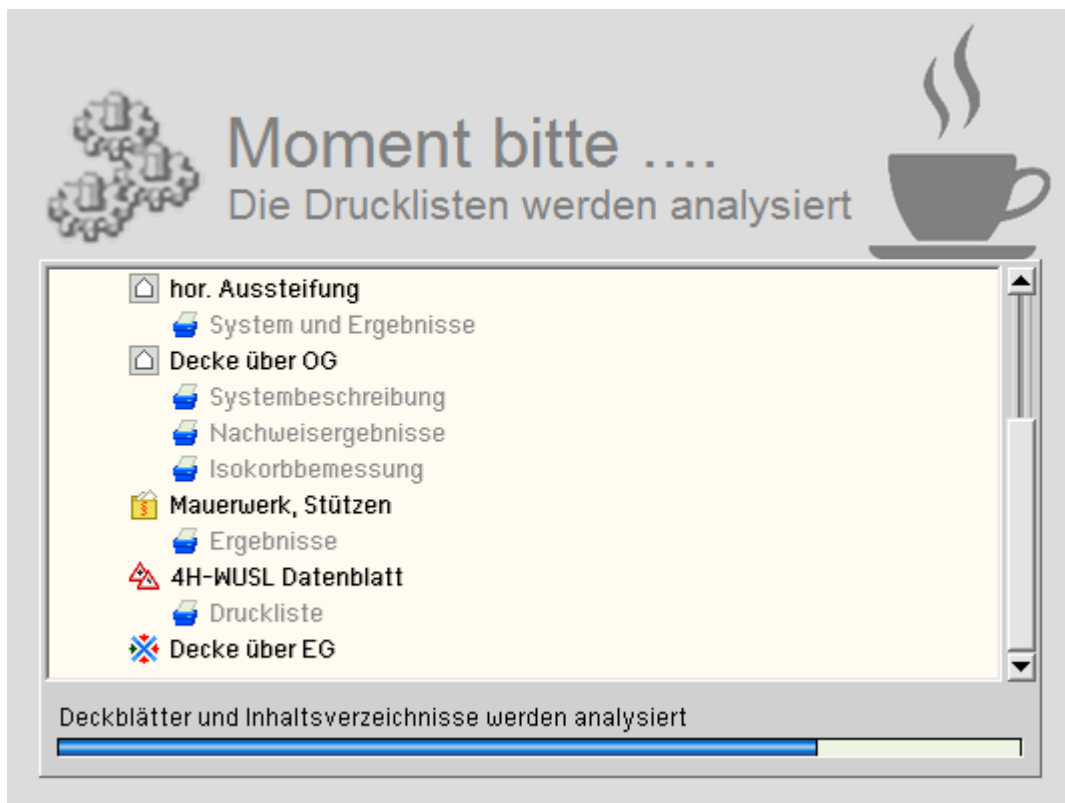 Moment bitte ....
Die Drucklisten werden analysiert
hor. Aussteifung
System und Ergebnisse
Decke über OG
Systembeschreibung
Nachweisergebnisse
Isokorbbemessung
Mauerwerk, Stützen
Ergebnisse
4H-WUSL Datenblatt
Druckliste
Decke über EG
Deckblätter und Inhaltsverzeichnisse werden analysiert